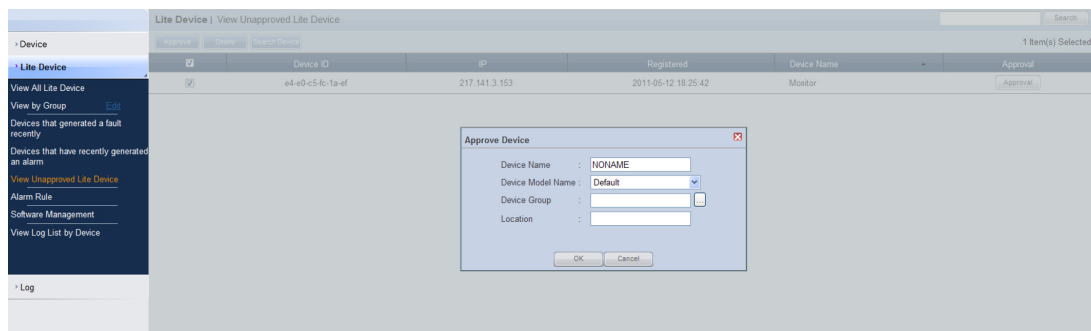 Lite Device | View Unapproved Lite Device
Search
Device
Lite Device
View All Lite Device
View by Group Edit
Devices that generated a fault
recently
Devices that have recently generated
an alarm
View Unapproved Lite Device
Alarm Rule
Software Management
View Log List by Device
Log
Approve Delete Search Device
1 Item(s) Selected
Device ID IP Registered Device Name Approval
e4-e0-c5-fc-1a-ef 217.141.3.153 2011-05-12 18:25:42 Monitor Approval
Approve Device
Device Name : NONAME
Device Model Name : Default
Device Group : ...
Location :
OK Cancel